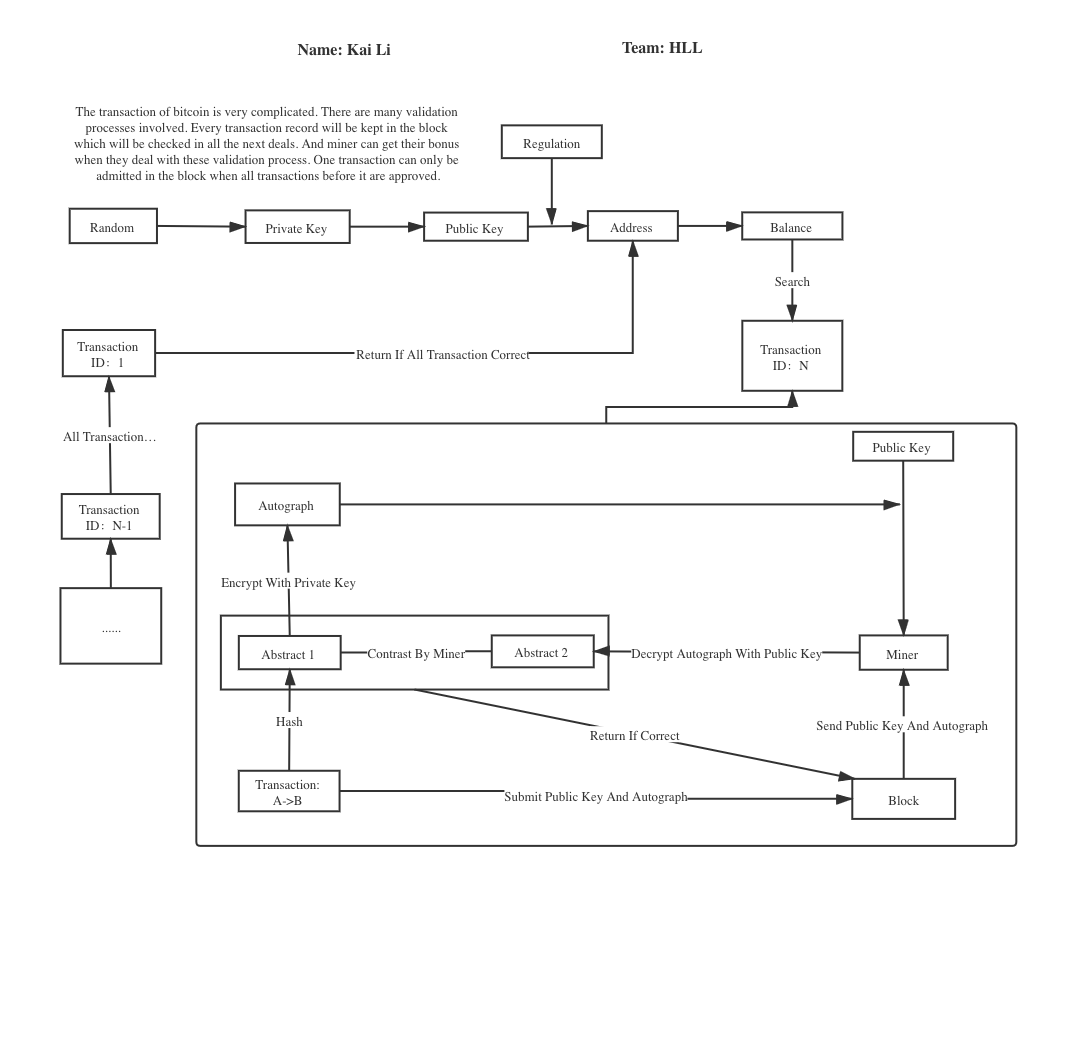 Name: Kai Li
Team: HLL
The transaction of bitcoin is very complicated. There are many validation
processes involved. Every transaction record will be kept in the block
which will be checked in all the next deals. And miner can get their bonus
when they deal with these validation process. One transaction can only be
admitted in the block when all transactions before it are approved.
Regulation
Random
Private Key
Public Key
Address
Balance
Search
Transaction
ID：1
Return If All Transaction Correct
Transaction
ID：N
All Transaction…
Public Key
Transaction
ID：N-1
Autograph
Encrypt With Private Key
......
Abstract 1
Contrast By Miner
Abstract 2
Decrypt Autograph With Public Key
Miner
Hash
Return If Correct
Send Public Key And Autograph
Transaction:
A->B
Submit Public Key And Autograph
Block